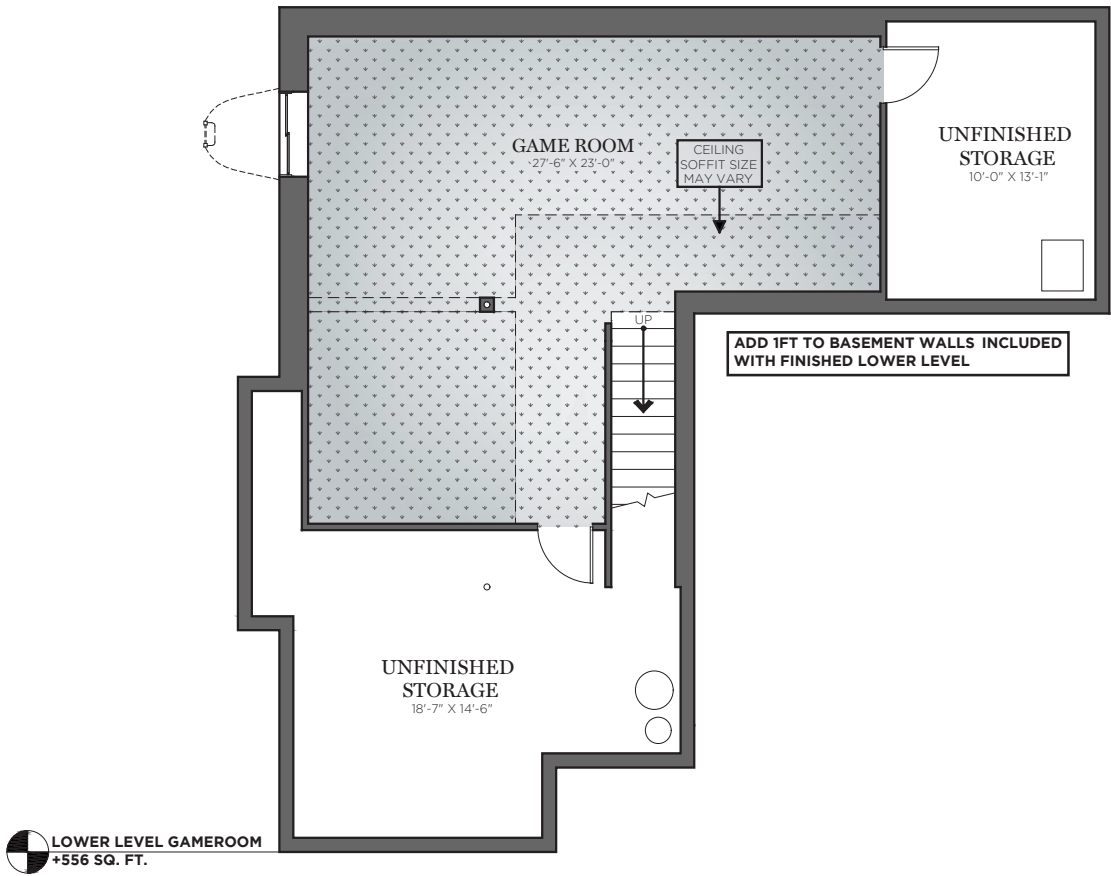 GAME ROOM
27'-6" X 23'-0"
CEILING
SOFFIT SIZE
MAY VARY
UNFINISHED
STORAGE
10'-0" X 13'-1"
UP
ADD 1FT TO BASEMENT WALLS INCLUDED
WITH FINISHED LOWER LEVEL
UNFINISHED
STORAGE
18'-7" X 14'-6"
LOWER LEVEL GAMEROOM
+556 SQ. FT.